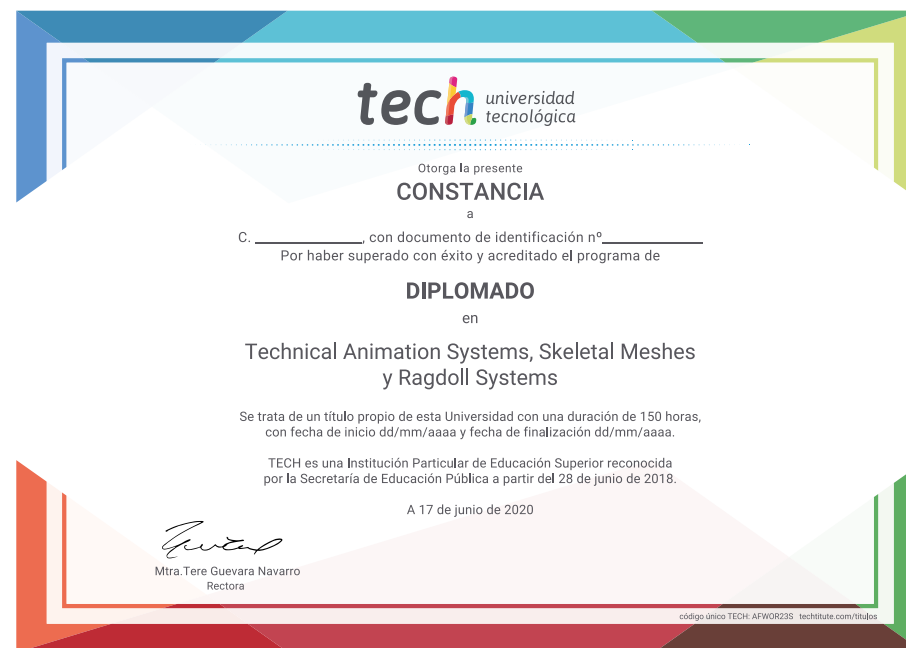 tech universidad
tecnológica
Otorga la presente
CONSTANCIA
a
C. ______________, con documento de identificación nº______________
Por haber superado con éxito y acreditado el programa de
DIPLOMADO
en
Technical Animation Systems, Skeletal Meshes
y Ragdoll Systems
Se trata de un título propio de esta Universidad con una duración de 150 horas,
con fecha de inicio dd/mm/aaaa y fecha de finalización dd/mm/aaaa.
TECH es una Institución Particular de Educación Superior reconocida
por la Secretaría de Educación Pública a partir del 28 de junio de 2018.
A 17 de junio de 2020
Mtra.Tere Guevara Navarro
Rectora
código único TECH: AFWOR23S techtitute.com/titulos